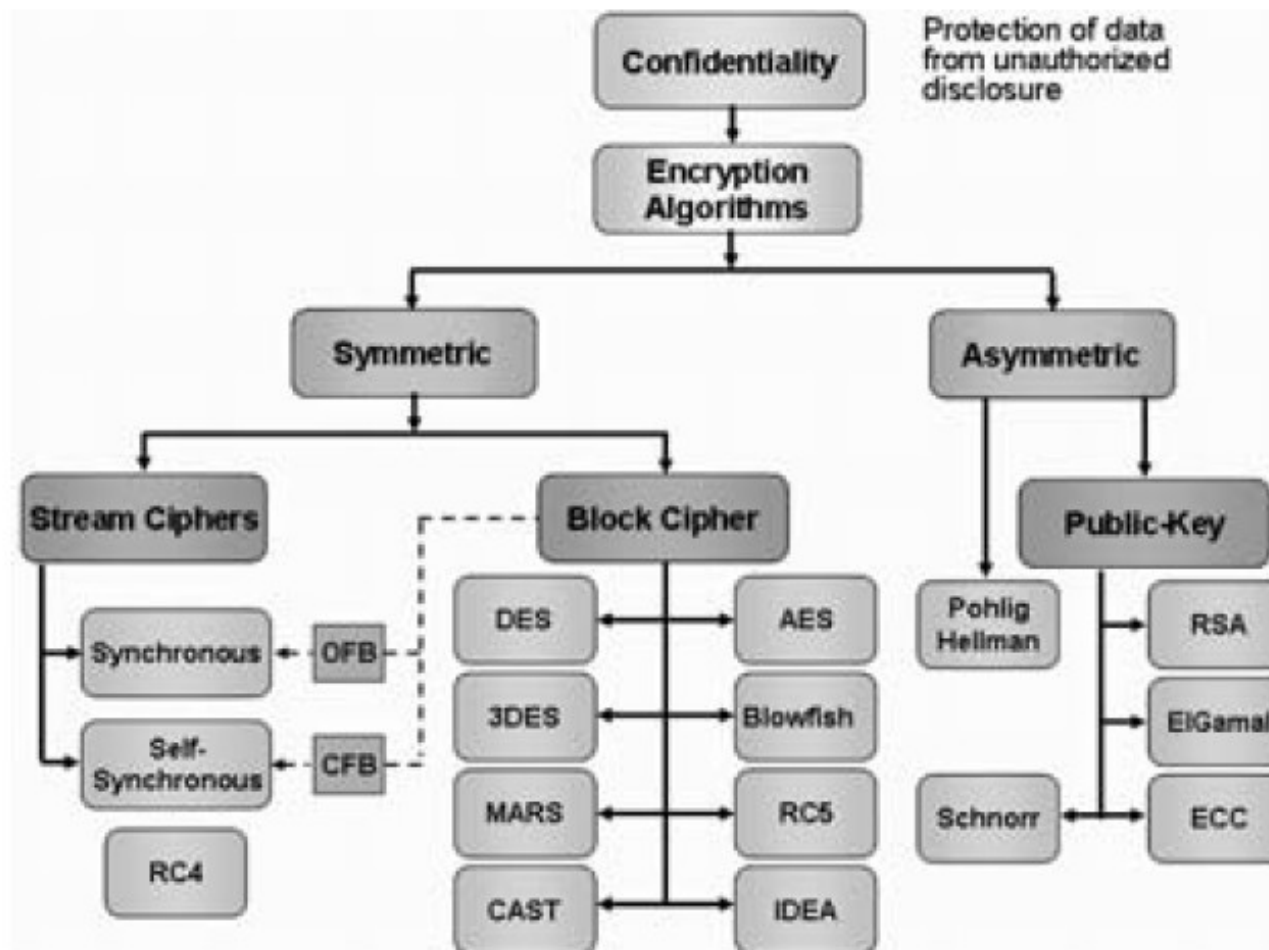 Confidentiality
Protection of data
from unauthorized
disclosure
Encryption
Algorithms
Symmetric
Asymmetric
Stream Ciphers
Block Cipher
Public-Key
DES
AES
Pohlig
Hellman
RSA
Synchronous
OFB
3DES
Blowfish
ElGamal
Self-
Synchronous
CFB
MARS
RC5
Schnorr
ECC
RC4
CAST
IDEA